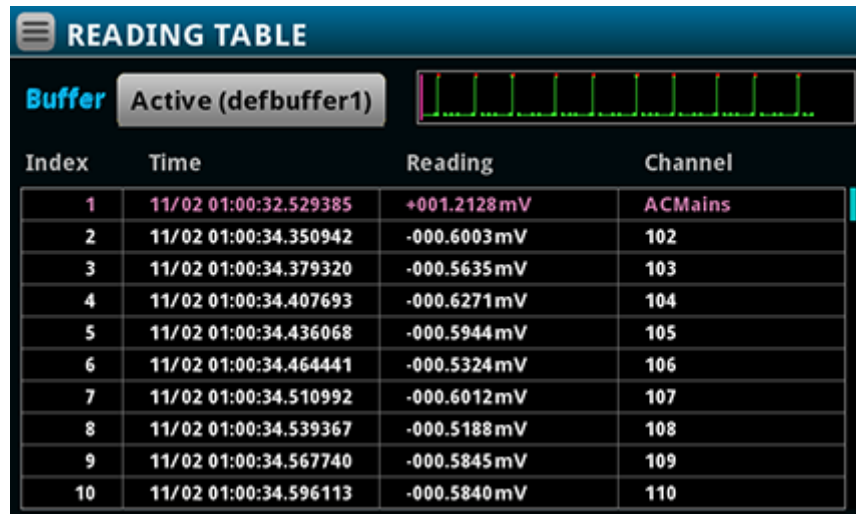 READING TABLE
Buffer Active (defbuffer1)
Index Time Reading Channel
1 11/02 01:00:32.529385 +001.2128mV ACMains
2 11/02 01:00:34.350942 -000.6003mV 102
3 11/02 01:00:34.379320 -000.5635mV 103
4 11/02 01:00:34.407693 -000.6271mV 104
5 11/02 01:00:34.436068 -000.5944mV 105
6 11/02 01:00:34.464441 -000.5324mV 106
7 11/02 01:00:34.510992 -000.6012mV 107
8 11/02 01:00:34.539367 -000.5188mV 108
9 11/02 01:00:34.567740 -000.5845mV 109
10 11/02 01:00:34.596113 -000.5840mV 110